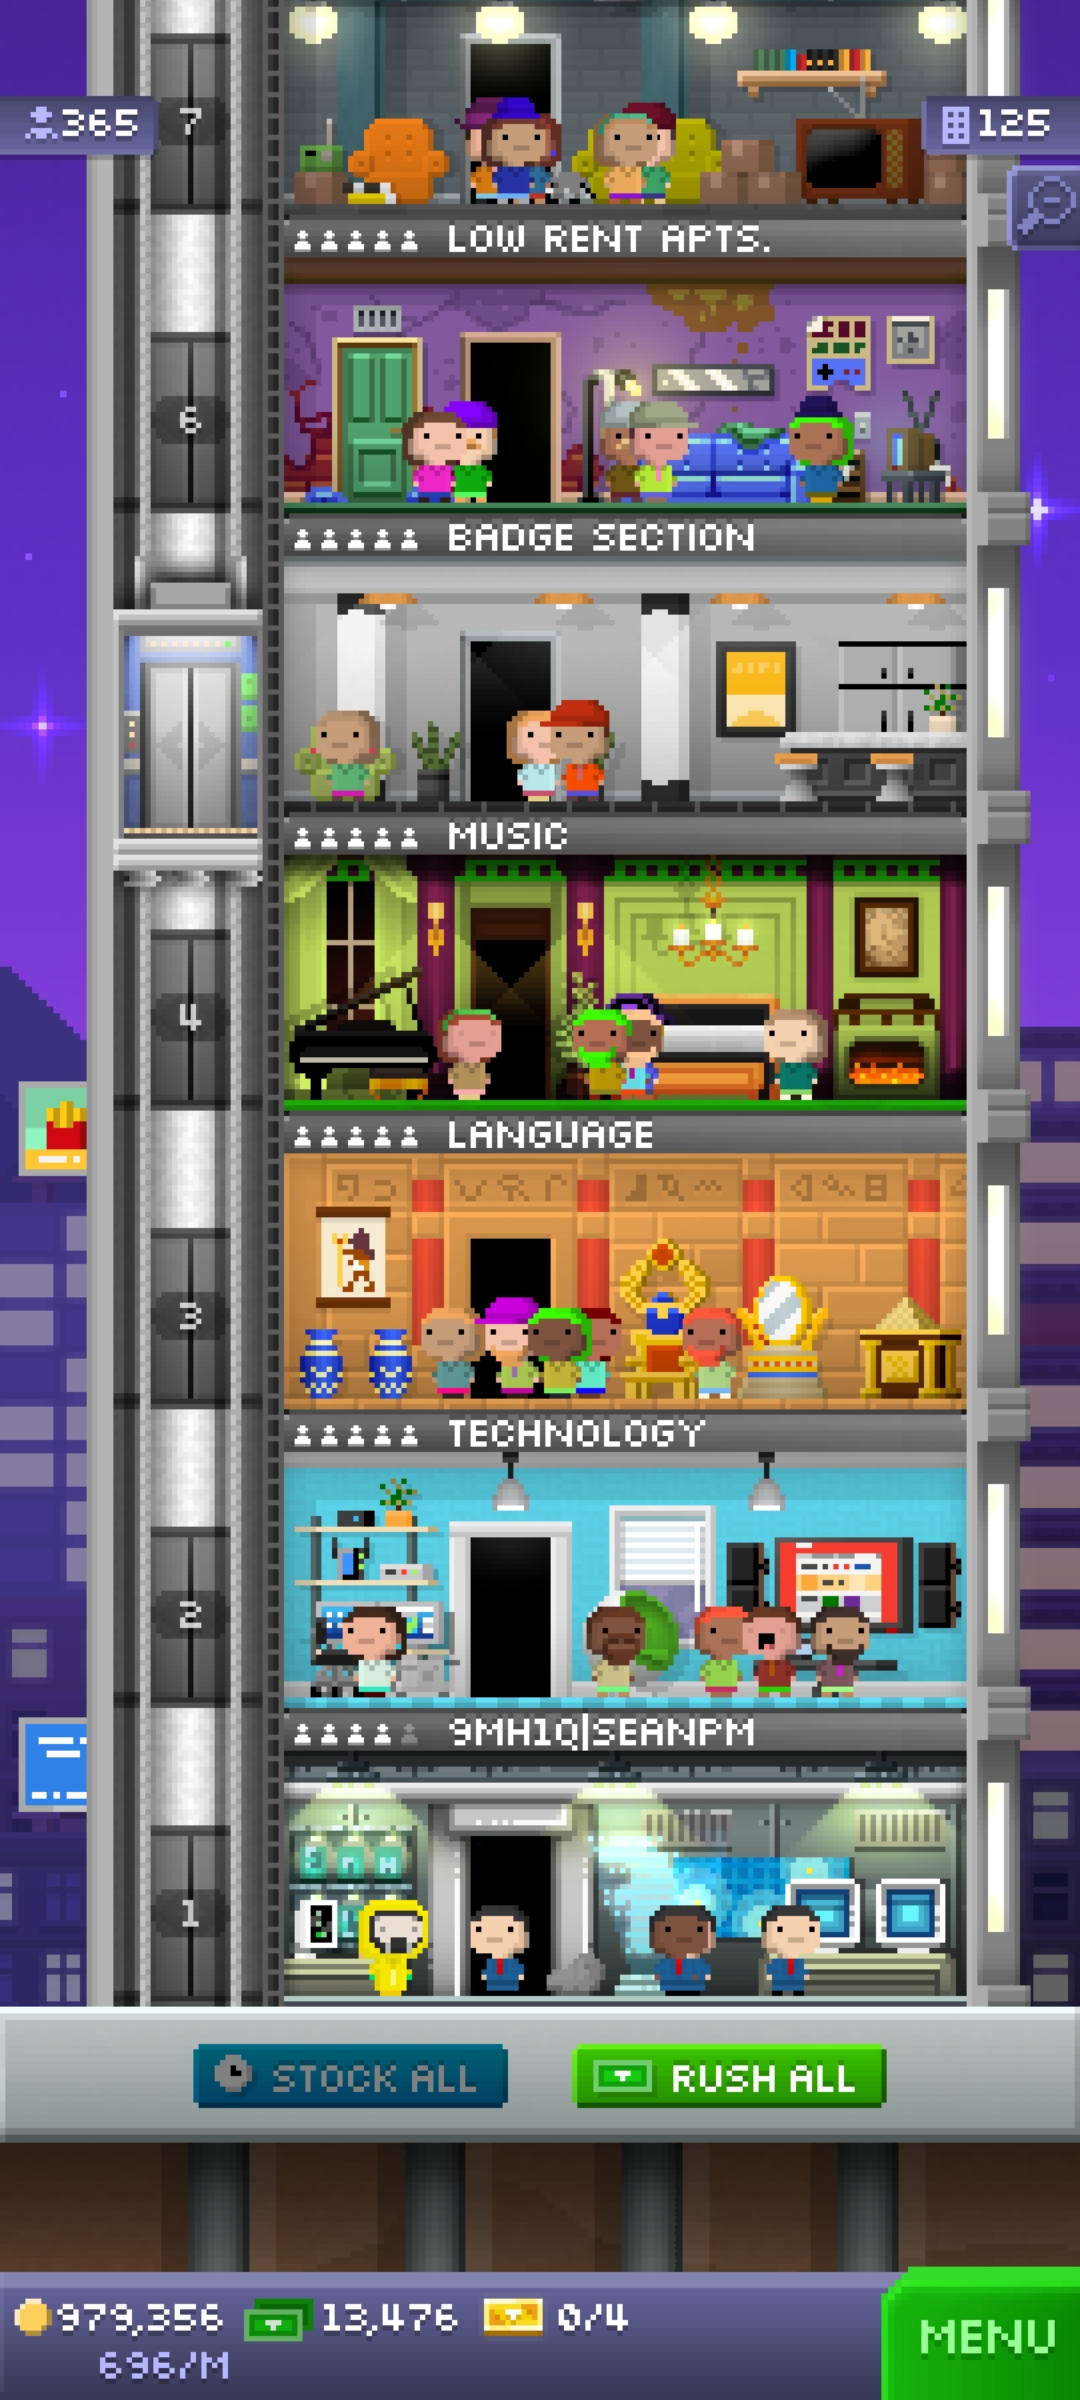 365
7
125
LOW RENT APTS.
6
BADGE SECTION
MUSIC
4
LANGUAGE
3
TECHNOLOGY
2
9MH1Q|SEANPM
1
STOCK ALL
RUSH ALL
979,356
13,476
0/4
696/M
MENU